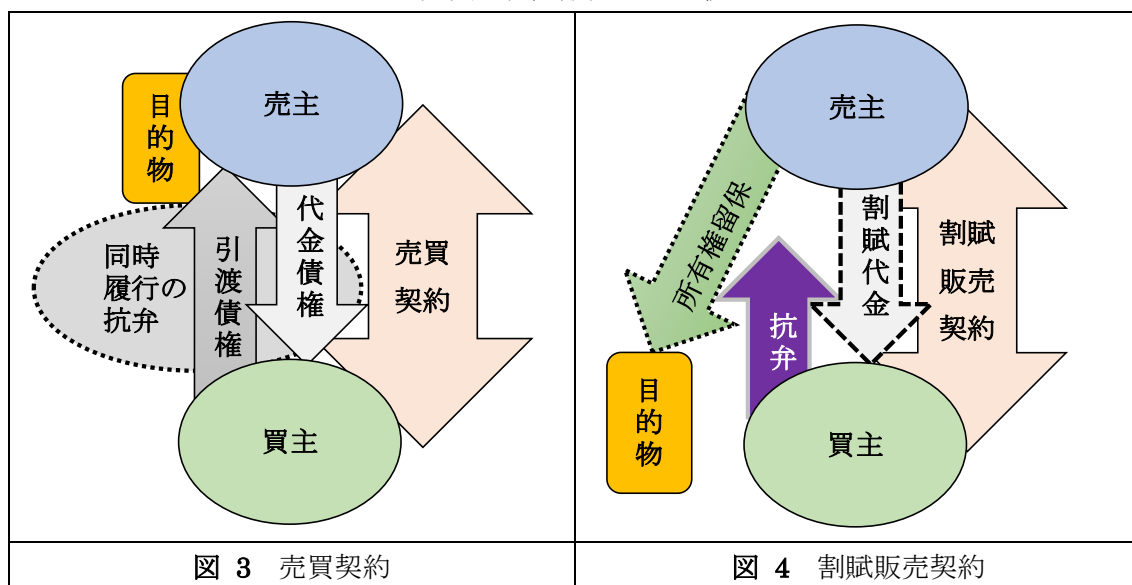 売主
目
的
物
同時
履行の
抗弁
引
渡
債
権
代
金
債
権
売買
契約
買主
図 3 売買契約
売主
所有権留保
割
賦
代
金
割賦
販売
契約
抗
弁
目
的
物
買主
図 4 割賦販売契約